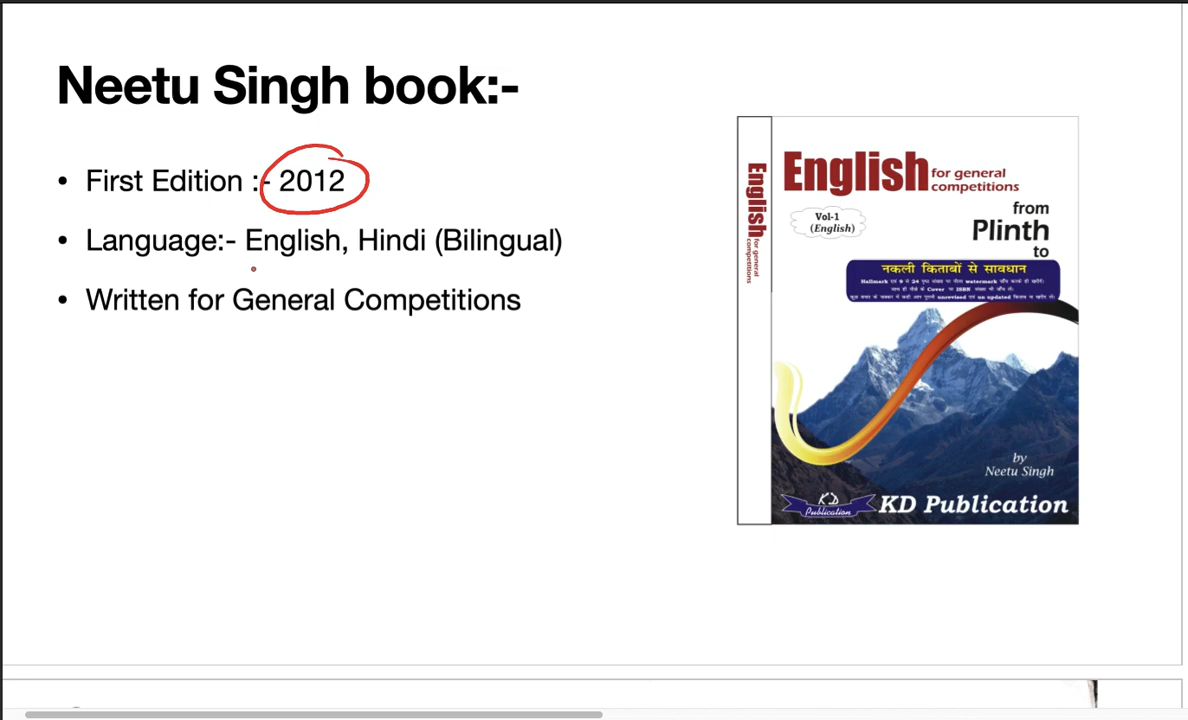 Neetu Singh book:-
• First Edition :- 2012
• Language:- English, Hindi (Bilingual)
• Written for General Competitions
English for general competitions
English for general
competitions
Vol-1
(English)
from
Plinth
to
नकली किताबों से सावधान
by
Neetu Singh
KD
Publication
KD Publication